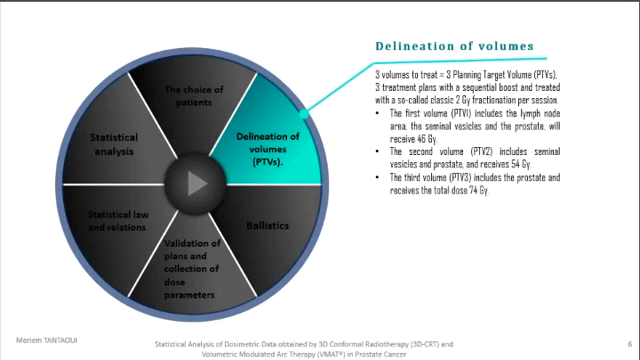 Delineation of volumes
3 volumes to treat = 3 Planning Target Volume (PTVs),
3 treatment plans with a sequential boost and treated
with a so-called classic 2 Gy fractionation per session
• The first volume (PTV1) includes the lymph node
area, the seminal vesicles and the prostate, will
receive 46 Gy.
• The second volume (PTV2) includes seminal
vesicles and prostate, and receives 54 Gy.
• The third volume (PTV3) includes the prostate and
receives the total dose 74 Gy.
The choice of
patients
Delineation of
volumes
(PTVs).
Ballistics
Validation of
plans and
collection of
dose
parameters
Statistical law
and relations
Statistical
analysis
Meriem TANTAOUI
Statistical Analysis of Dosimetric Data obtained by 3D Conformal Radiotherapy (3D-CRT) and
Volumetric Modulated Arc Therapy (VMAT®) in Prostate Cancer
6